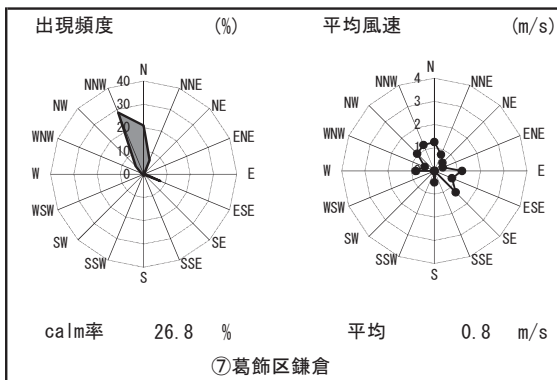 出現頻度 (%) 平均風速 (m/s)
N N
NNW NNE NNW NNE
NW NE NW NE
WNW ENE WNW ENE
W E W E
WSW ESE WSW ESE
SW SE SW SE
SSW SSE SSW SSE
S S
40 4
30 3
20 2
10 1
0 0
calm率 26.8 % 平均 0.8 m/s
⑦葛飾区鎌倉